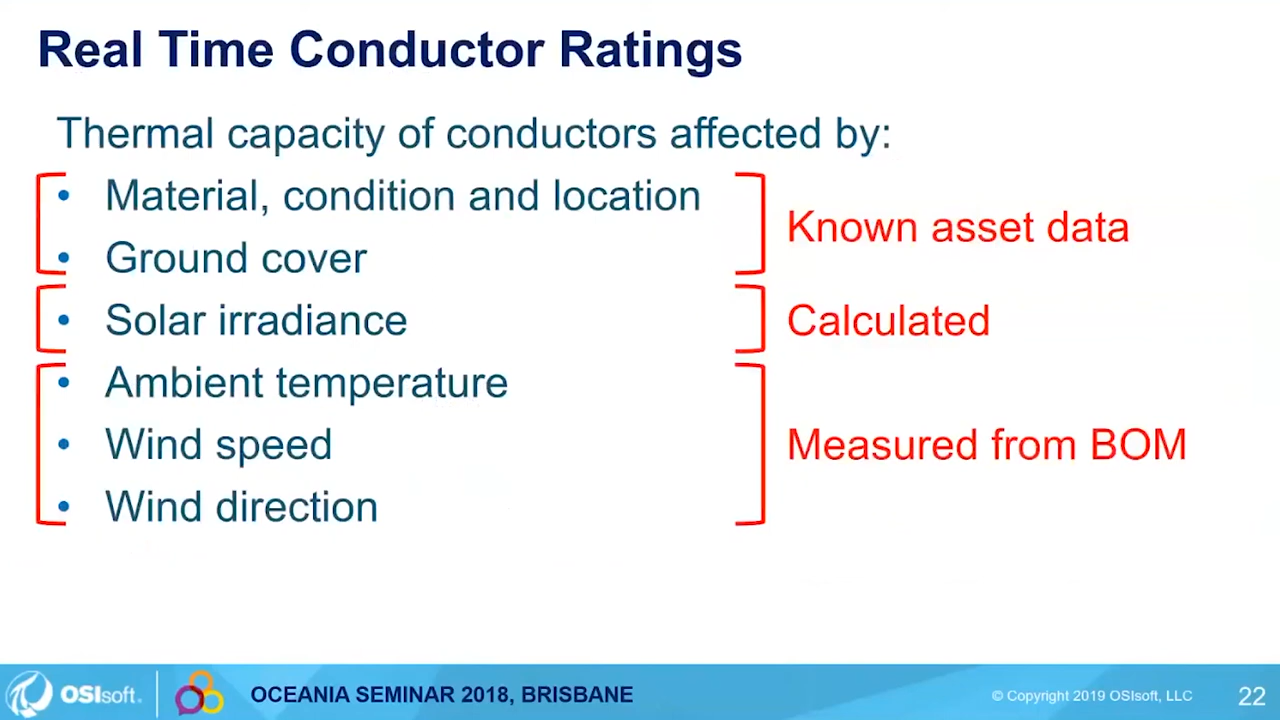 Real Time Conductor Ratings
Thermal capacity of conductors affected by:
• Material, condition and location
• Ground cover
Known asset data
• Solar irradiance
Calculated
• Ambient temperature
• Wind speed
• Wind direction
Measured from BOM
OSIsoft.
OCEANIA SEMINAR 2018, BRISBANE
© Copyright 2019 OSIsoft, LLC
22